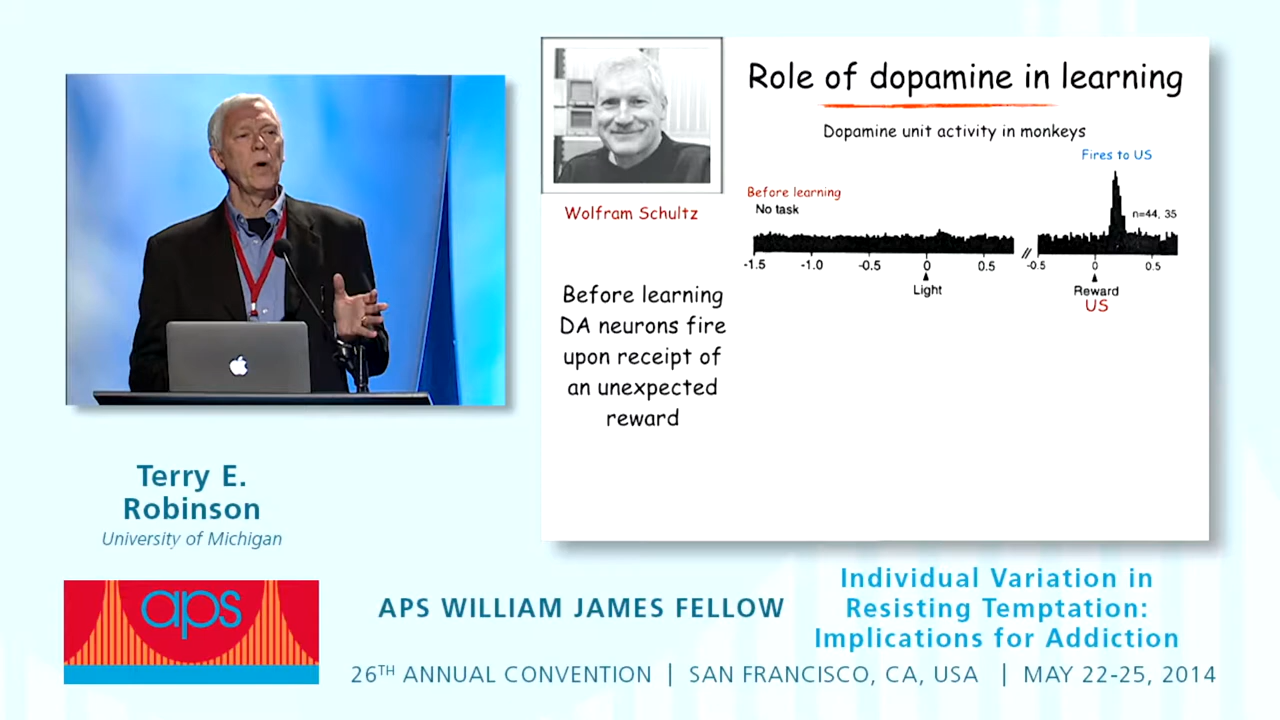 Role of dopamine in learning
Dopamine unit activity in monkeys
Fires to US
Before learning
No task
n=44, 35
-1.5 -1.0 -0.5 0 0.5 // -0.5 0 0.5
Light
Reward
US
Wolfram Schultz
Before learning
DA neurons fire
upon receipt of
an unexpected
reward
Terry E.
Robinson
University of Michigan
aps
APS WILLIAM JAMES FELLOW
Individual Variation in
Resisting Temptation:
Implications for Addiction
26TH ANNUAL CONVENTION | SAN FRANCISCO, CA, USA | MAY 22-25, 2014